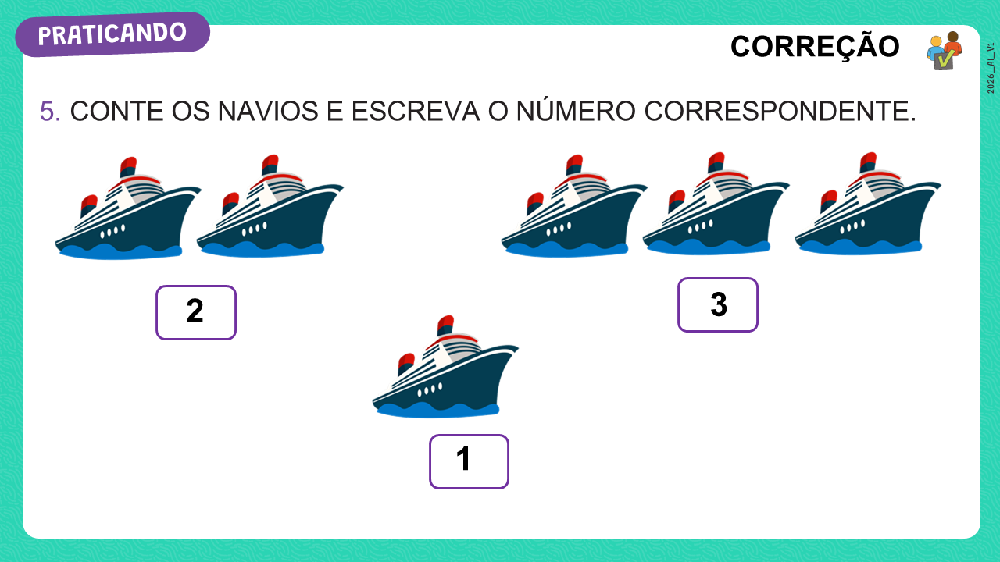 PRATICANDO
CORREÇÃO
2026_AI_V1
5. CONTE OS NAVIOS E ESCREVA O NÚMERO CORRESPONDENTE.
2
3
1